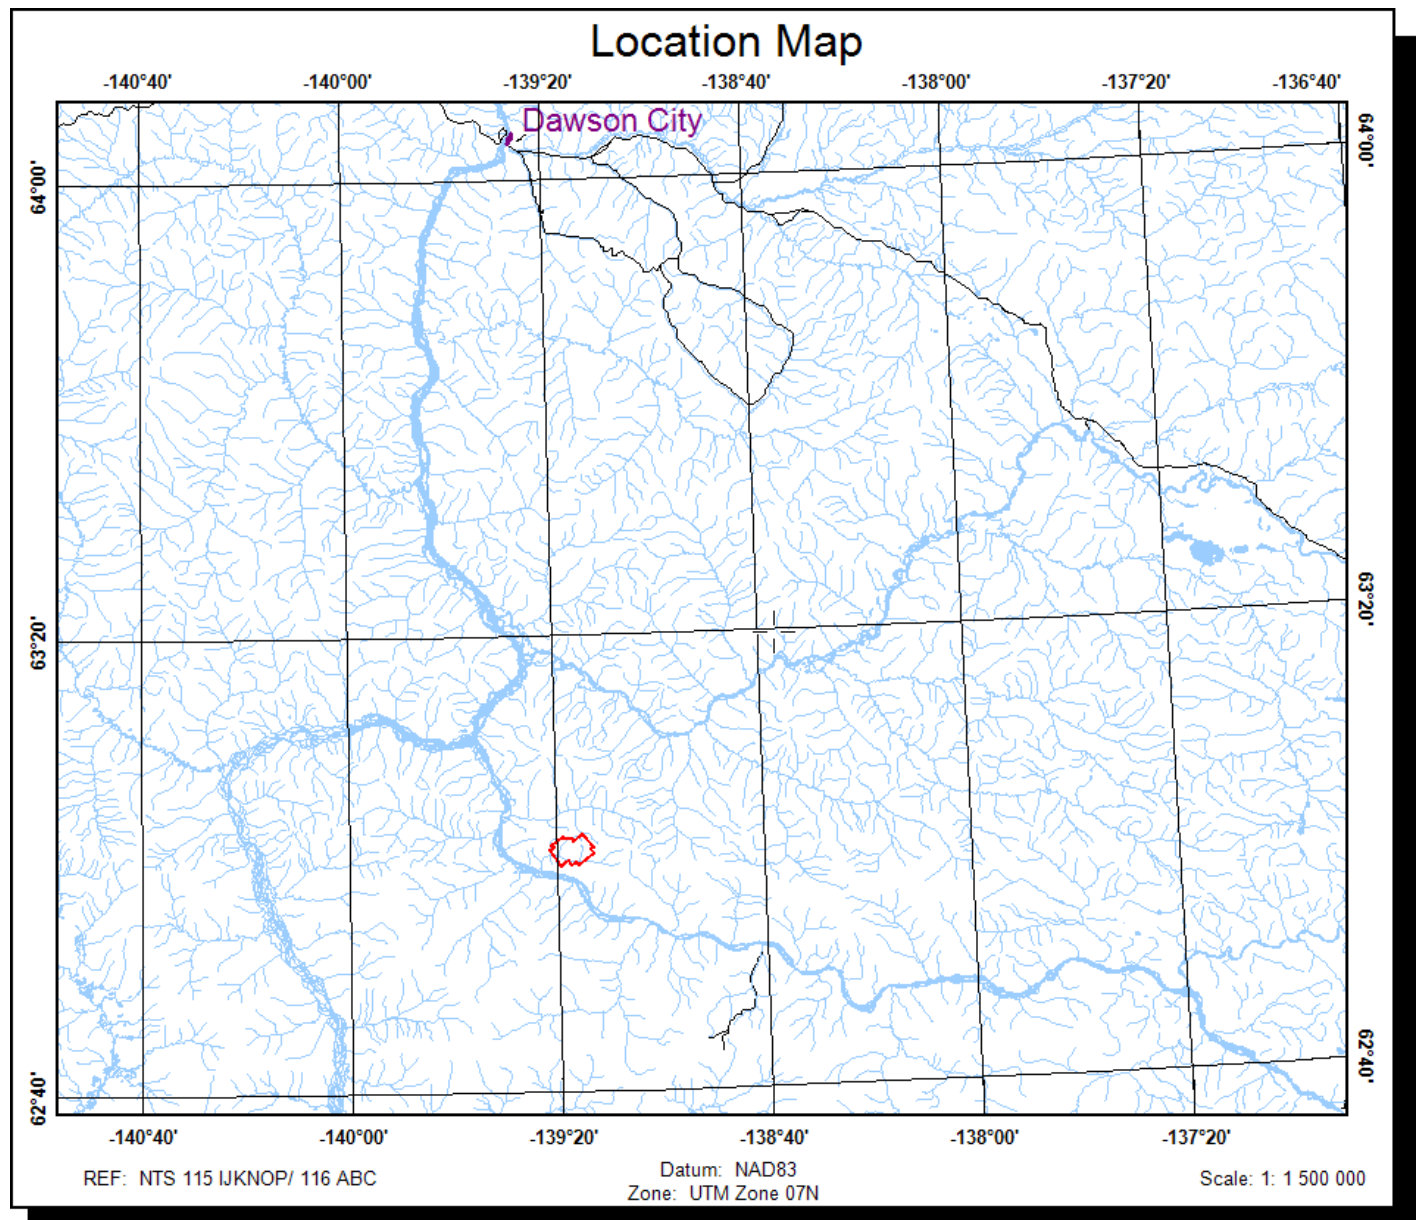 Location Map
-140°40' -140°00' -139°20' -138°40' -138°00' -137°20' -136°40'
Dawson City
64°00' 64°00'
63°20' 63°20'
62°40' 62°40'
-140°40' -140°00' -139°20' -138°40' -138°00' -137°20'
REF: NTS 115 IJKNOP/ 116 ABC
Datum: NAD83
Zone: UTM Zone 07N
Scale: 1: 1 500 000